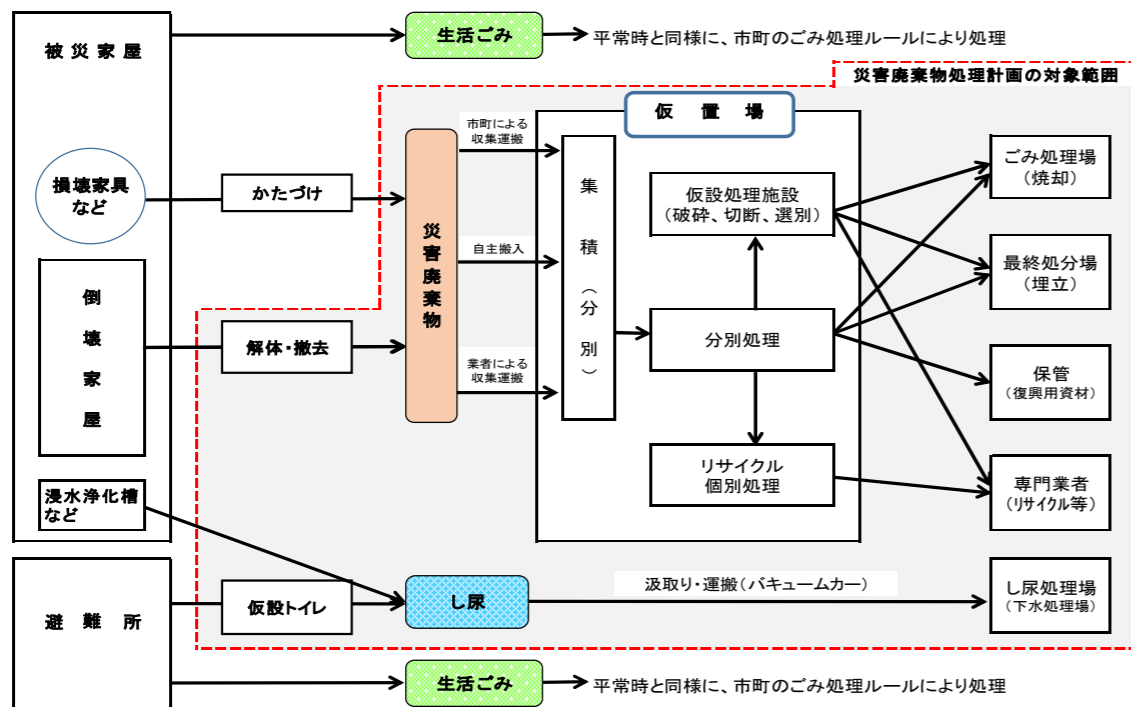 被災家屋
生活ごみ
平常時と同様に、市町のごみ処理ルールにより処理
災害廃棄物処理計画の対象範囲
損壊家具
など
かたづけ
倒壊家屋
解体・撤去
浸水浄化槽
など
災害廃棄物
市町による
収集運搬
自主搬入
業者による
収集運搬
仮置場
集積(分別)
仮設処理施設
(破砕、切断、選別)
分別処理
リサイクル
個別処理
ごみ処理場
(焼却)
最終処分場
(埋立)
保管
(復興用資材)
専門業者
(リサイクル等)
避難所
仮設トイレ
し尿
汲取り・運搬(バキュームカー)
し尿処理場
(下水処理場)
生活ごみ
平常時と同様に、市町のごみ処理ルールにより処理